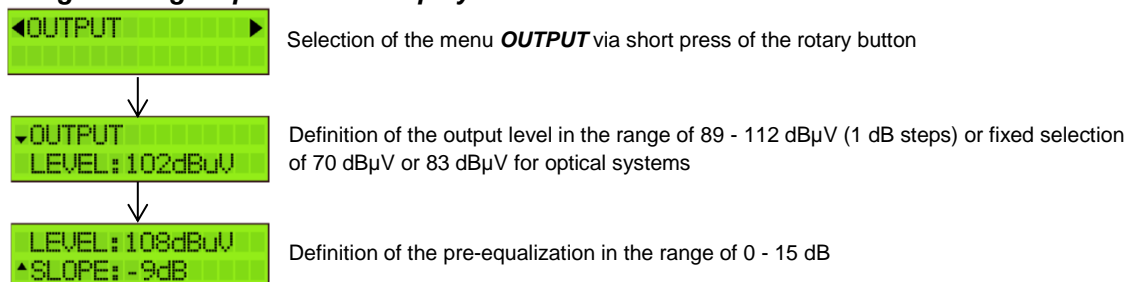 ◀OUTPUT ▶
Selection of the menu OUTPUT via short press of the rotary button
▾OUTPUT
LEVEL:102dBuV
Definition of the output level in the range of 89 - 112 dBµV (1 dB steps) or fixed selection
of 70 dBµV or 83 dBµV for optical systems
LEVEL:108dBuV
▴SLOPE:-9dB
Definition of the pre-equalization in the range of 0 - 15 dB